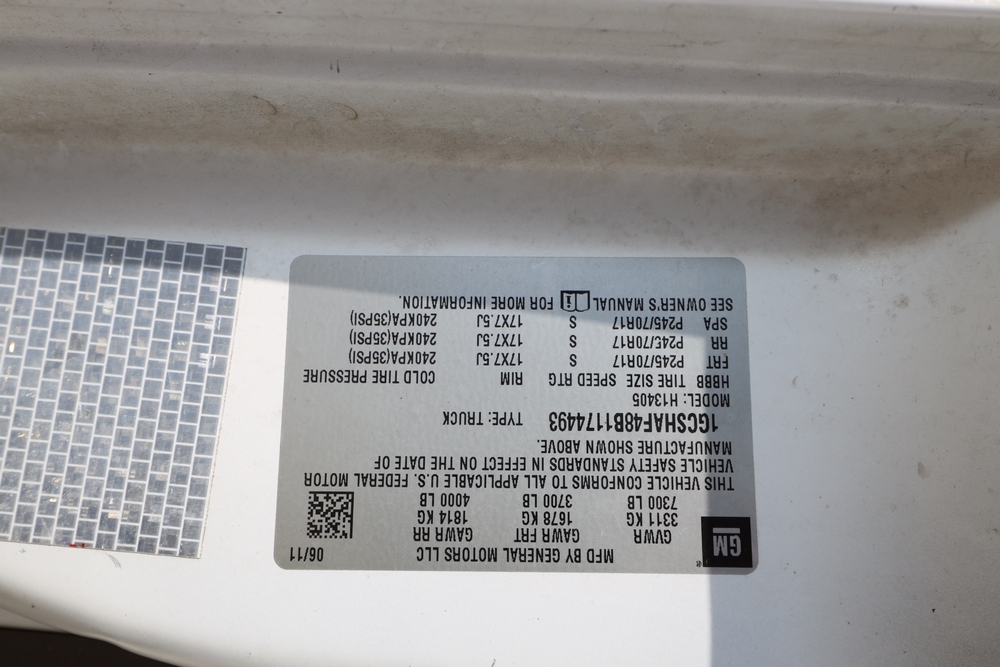 GM
MFD BY GENERAL MOTORS LLC 06/11
GVWR GAWR FRT GAWR RR
3311 KG 1678 KG 1814 KG
7300 LB 3700 LB 4000 LB
THIS VEHICLE CONFORMS TO ALL APPLICABLE U.S. FEDERAL MOTOR
VEHICLE SAFETY STANDARDS IN EFFECT ON THE DATE OF
MANUFACTURE SHOWN ABOVE.
1GCSHAF48B1174493 TYPE: TRUCK
MODEL: H13405
HBBB TIRE SIZE SPEED RTG RIM COLD TIRE PRESSURE
FRT P245/70R17 S 17X7.5J 240KPA(35PSI)
RR P245/70R17 S 17X7.5J 240KPA(35PSI)
SPA P245/70R17 S 17X7.5J 240KPA(35PSI)
SEE OWNER'S MANUAL i FOR MORE INFORMATION.